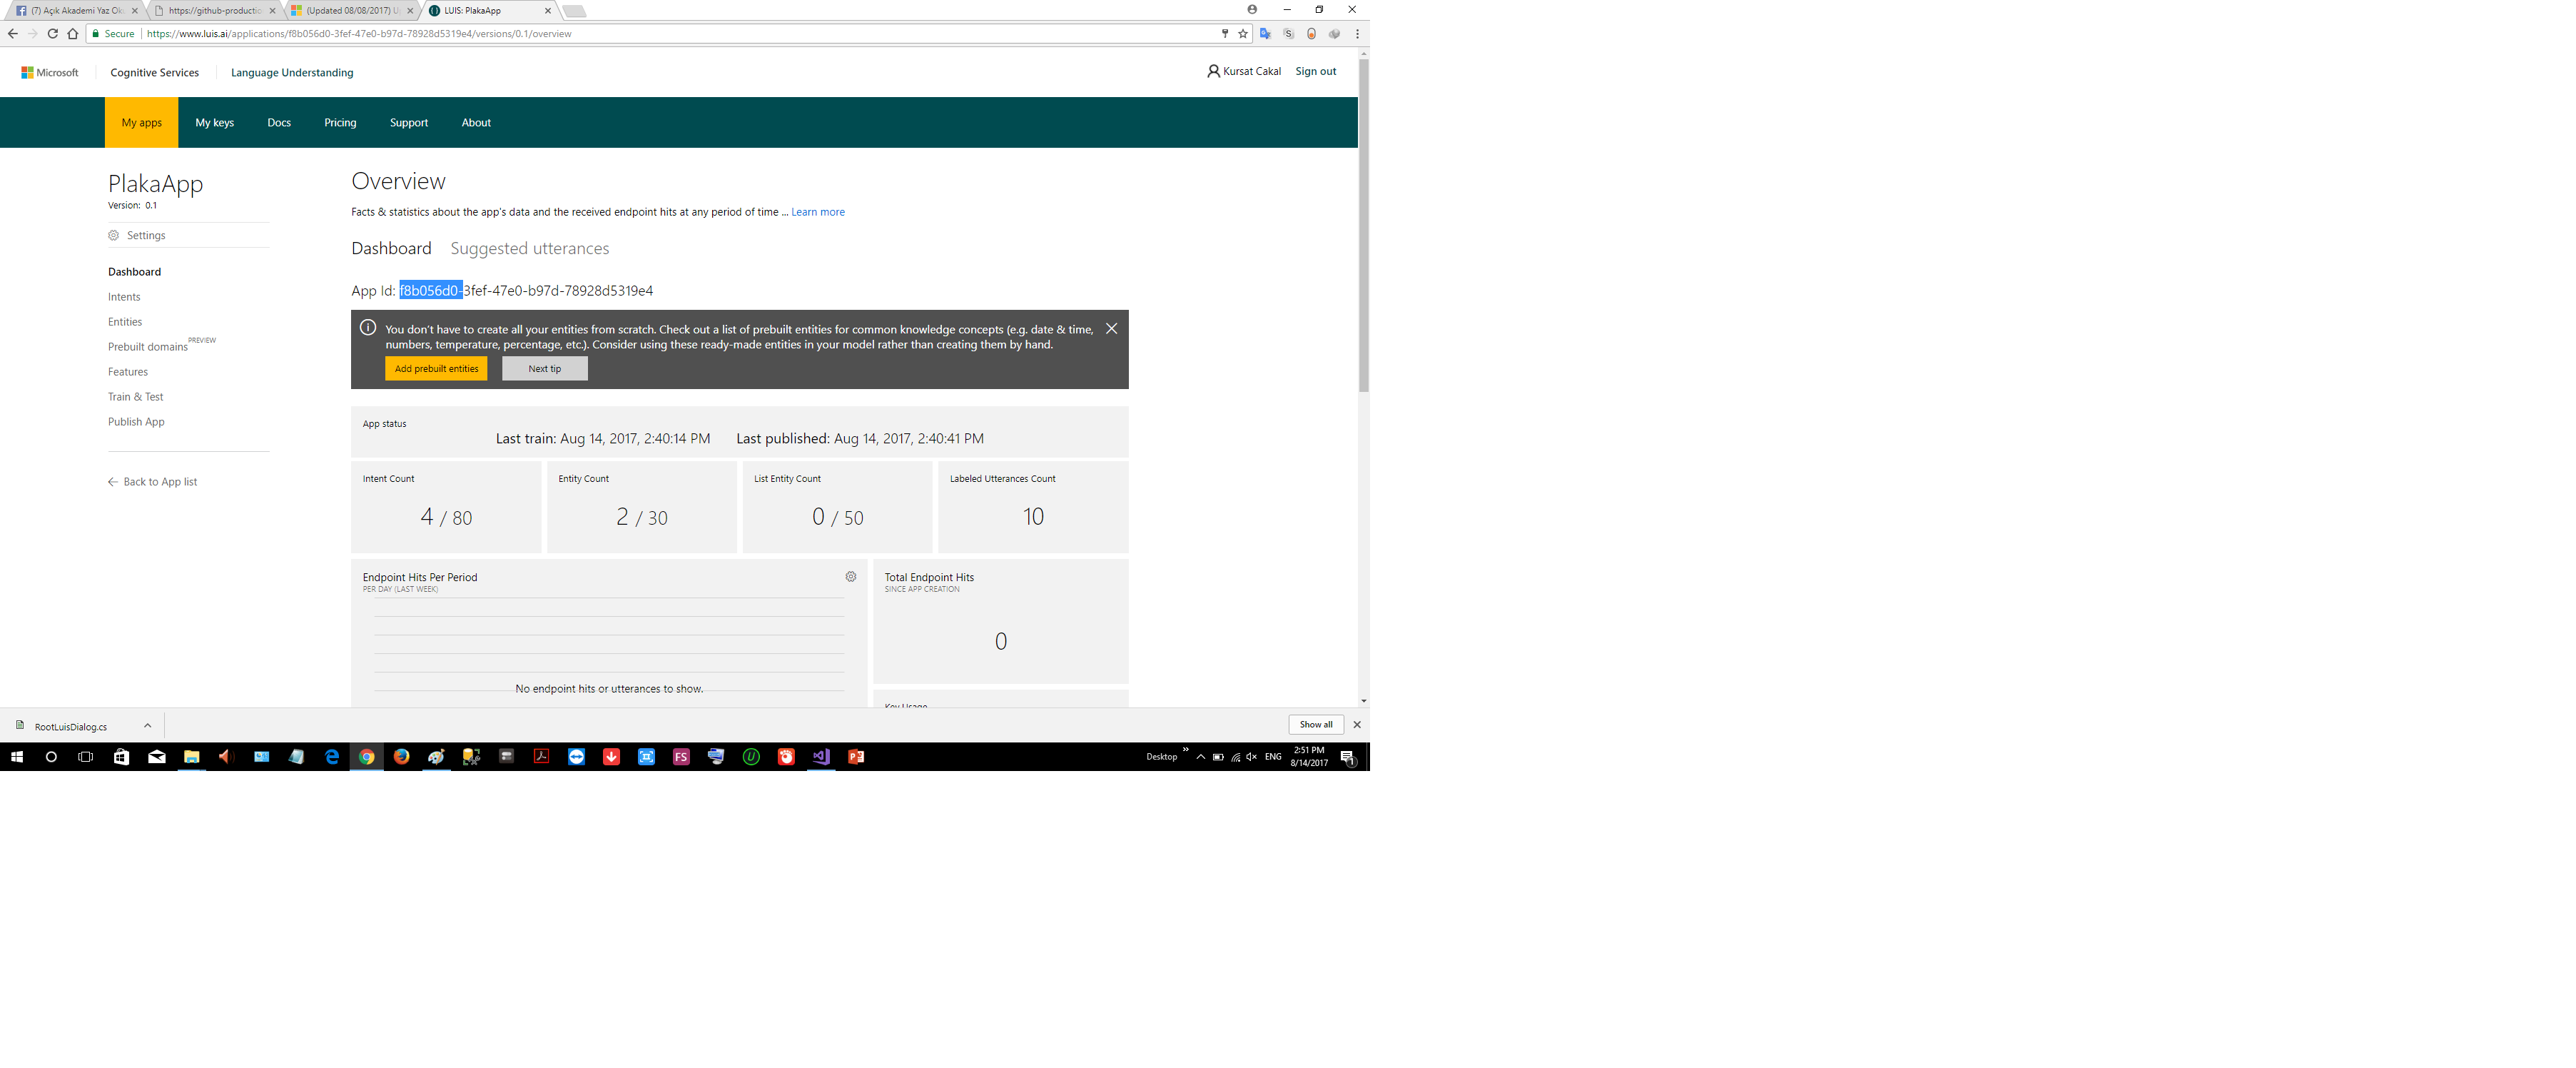 (7) Açık Akademi Yaz Ok
https://github-productio
(Updated 08/08/2017) U
LUIS: PlakaApp
Secure https://www.luis.ai/applications/f8b056d0-3fef-47e0-b97d-78928d5319e4/versions/0.1/overview
Microsoft Cognitive Services Language Understanding Kursat Cakal Sign out
My apps My keys Docs Pricing Support About
PlakaApp
Version: 0.1
Settings
Dashboard
Intents
Entities
Prebuilt domains PREVIEW
Features
Train & Test
Publish App
Back to App list
Overview
Facts & statistics about the app's data and the received endpoint hits at any period of time ... Learn more
Dashboard Suggested utterances
App Id: f8b056d0-3fef-47e0-b97d-78928d5319e4
You don't have to create all your entities from scratch. Check out a list of prebuilt entities for common knowledge concepts (e.g. date & time,
numbers, temperature, percentage, etc.). Consider using these ready-made entities in your model rather than creating them by hand.
Add prebuilt entities Next tip
App status
Last train: Aug 14, 2017, 2:40:14 PM Last published: Aug 14, 2017, 2:40:41 PM
Intent Count
4 / 80
Entity Count
2 / 30
List Entity Count
0 / 50
Labeled Utterances Count
10
Endpoint Hits Per Period
PER DAY (LAST WEEK)
No endpoint hits or utterances to show.
Total Endpoint Hits
SINCE APP CREATION
0
Key Usage
RootLuisDialog.cs
Show all
FS
Desktop
ENG
2:51 PM
8/14/2017
1